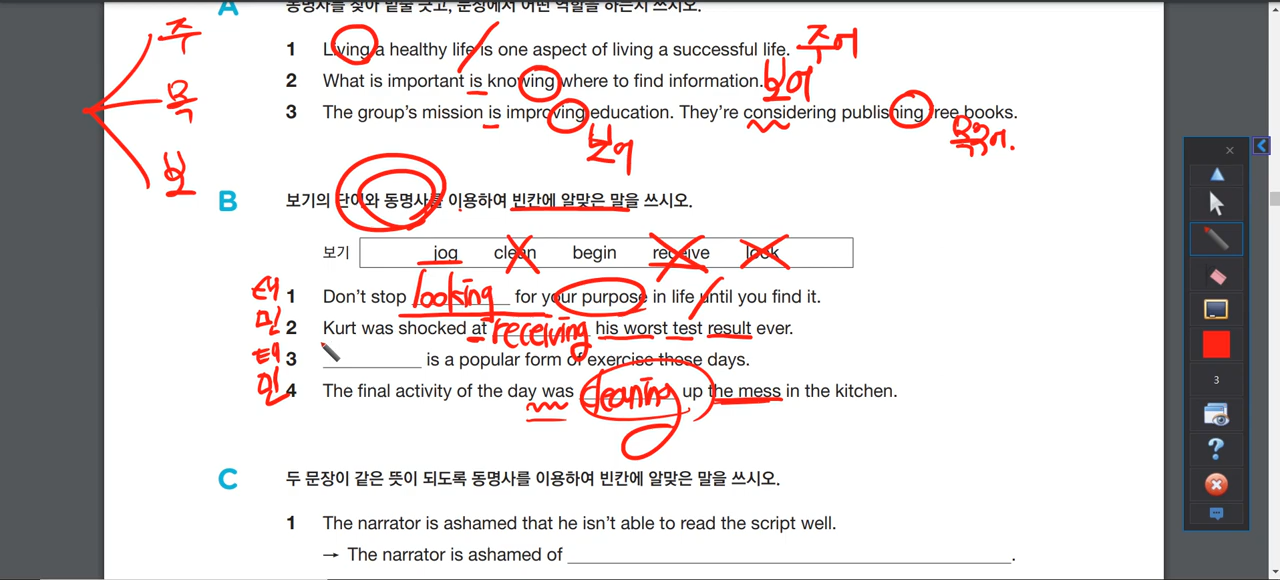 A 동명사를 찾아 밑줄 긋고, 문장에서 어떤 역할을 하는지 쓰시오.
주
목
보
1 Living a healthy life is one aspect of living a successful life. 주어
2 What is important is knowing where to find information. 보어
3 The group's mission is improving education. They're considering publishing free books.
보어
목적어.
B 보기의 단어와 동명사를 이용하여 빈칸에 알맞은 말을 쓰시오.
보기 jog clean begin receive look
태 1 Don't stop looking for your purpose in life until you find it.
민 2 Kurt was shocked at receiving his worst test result ever.
태 3 is a popular form of exercise these days.
민 4 The final activity of the day was cleaning up the mess in the kitchen.
C 두 문장이 같은 뜻이 되도록 동명사를 이용하여 빈칸에 알맞은 말을 쓰시오.
1 The narrator is ashamed that he isn't able to read the script well.
→ The narrator is ashamed of .
3